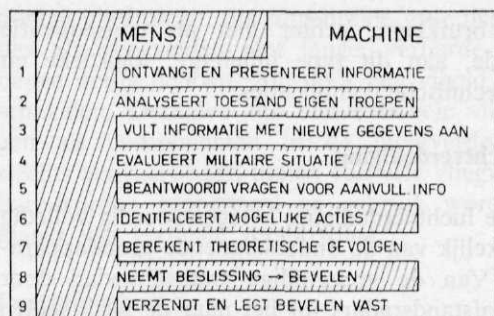 MENS MACHINE
1 ONTVANGT EN PRESENTEERT INFORMATIE
2 ANALYSEERT TOESTAND EIGEN TROEPEN
3 VULT INFORMATIE MET NIEUWE GEGEVENS AAN
4 EVALUEERT MILITAIRE SITUATIE
5 BEANTWOORDT VRAGEN VOOR AANVULL. INFO
6 IDENTIFICEERT MOGELIJKE ACTIES
7 BEREKENT THEORETISCHE GEVOLGEN
8 NEEMT BESLISSING → BEVELEN
9 VERZENDT EN LEGT BEVELEN VAST